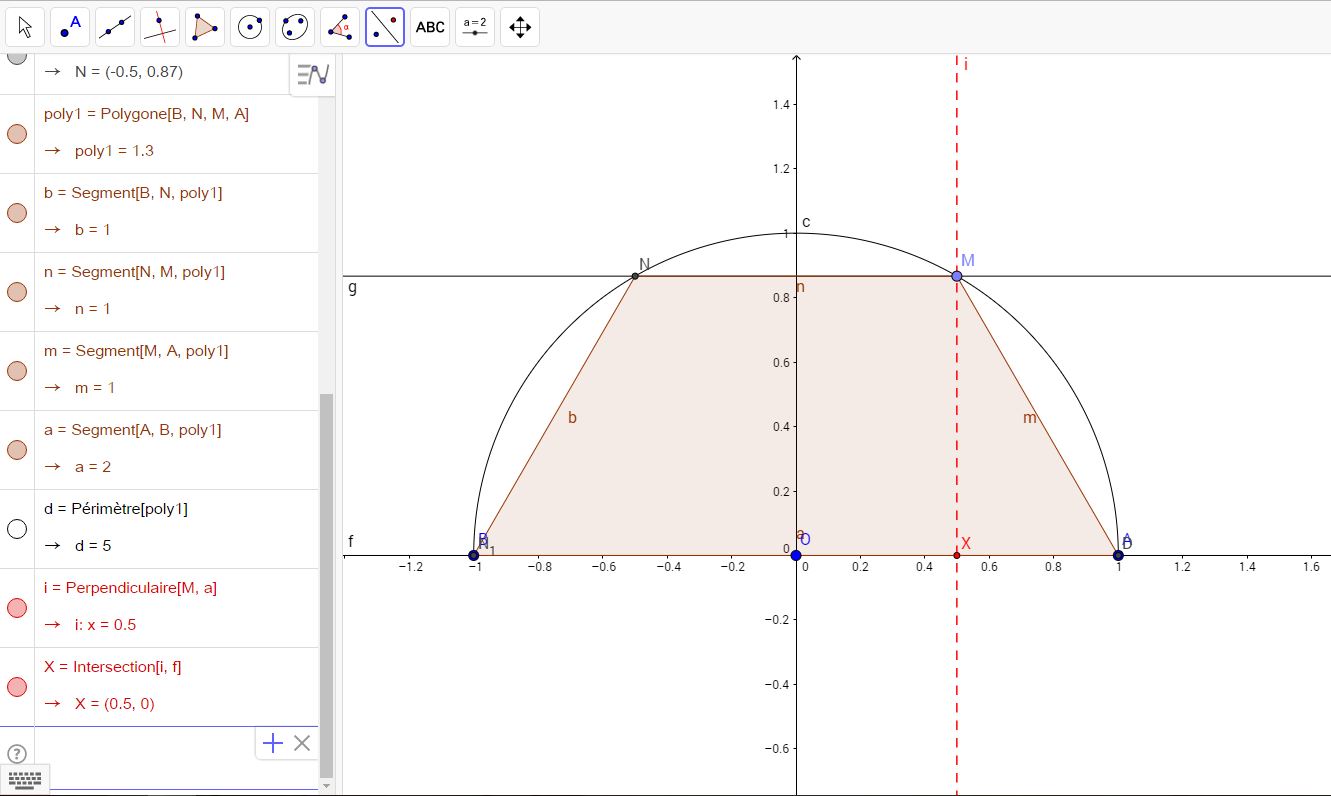 A
α
ABC
a=2
→ N = (-0.5, 0.87)
poly1 = Polygone[B, N, M, A]
→ poly1 = 1.3
b = Segment[B, N, poly1]
→ b = 1
n = Segment[N, M, poly1]
→ n = 1
m = Segment[M, A, poly1]
→ m = 1
a = Segment[A, B, poly1]
→ a = 2
d = Périmètre[poly1]
→ d = 5
i = Perpendiculaire[M, a]
→ i: x = 0.5
X = Intersection[i, f]
→ X = (0.5, 0)
?
i
1.4
1.2
c
1
N
M
g
n
0.8
0.6
b
m
0.4
0.2
f
a
O
X
B
A
D
0
−1.2
−1
−0.8
−0.6
−0.4
−0.2
0
0.2
0.4
0.6
0.8
1
1.2
1.4
1.6
−0.2
−0.4
−0.6